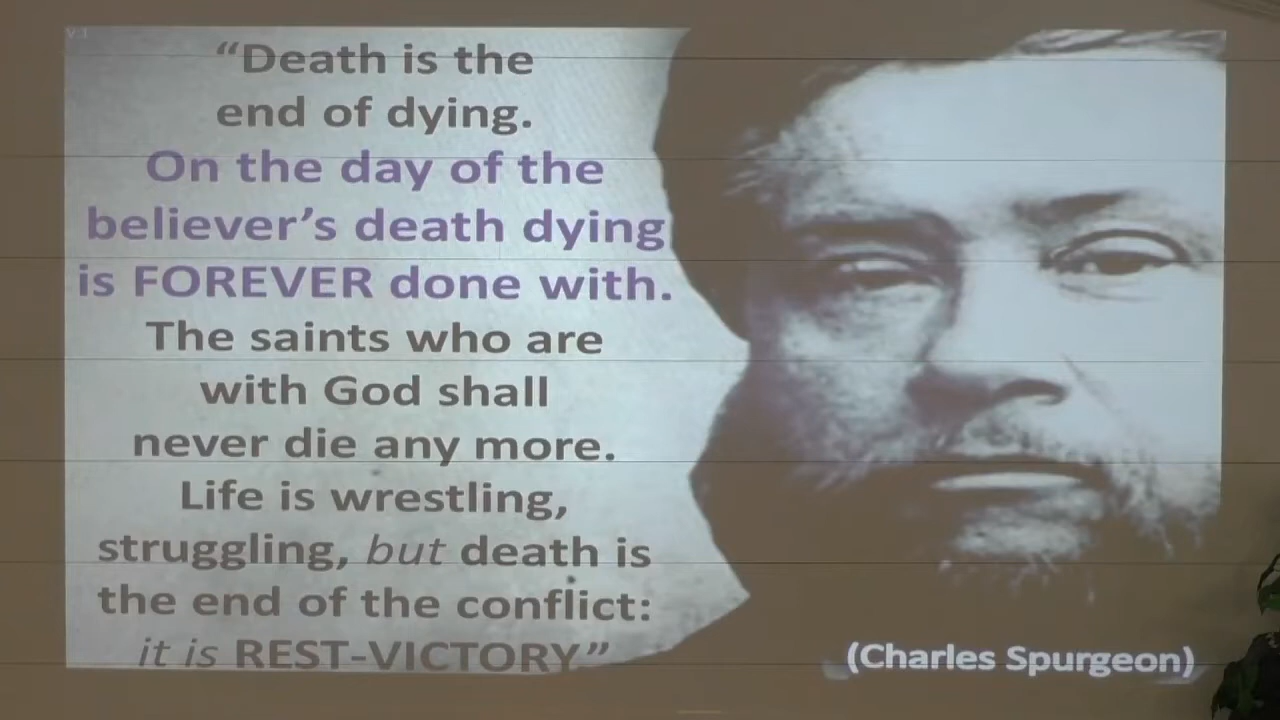 V.1
“Death is the
end of dying.
On the day of the
believer’s death dying
is FOREVER done with.
The saints who are
with God shall
never die any more.
Life is wrestling,
struggling, but death is
the end of the conflict:
it is REST-VICTORY”
(Charles Spurgeon)